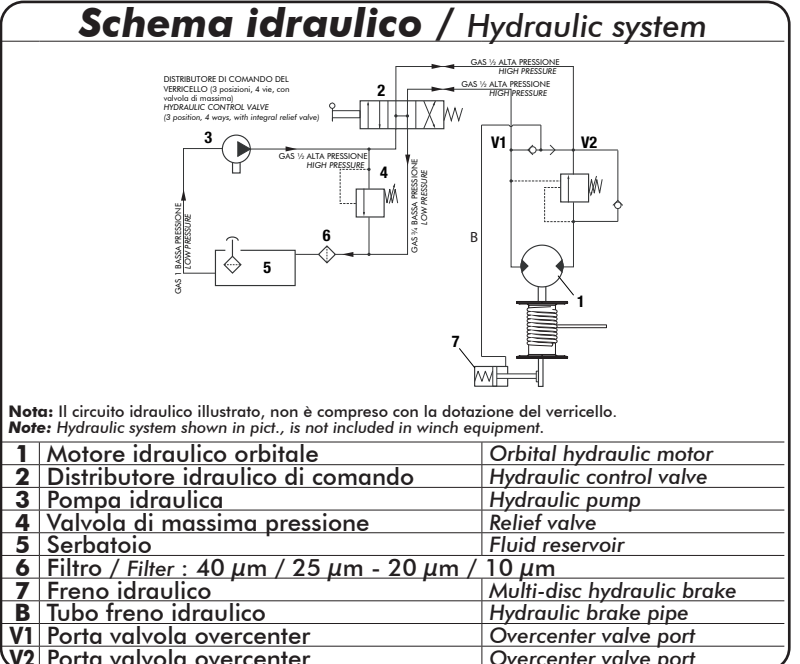 Schema idraulico / Hydraulic system
GAS ½ ALTA PRESSIONE
HIGH PRESSURE
DISTRIBUTORE DI COMANDO DEL
VERRICELLO (3 posizioni, 4 vie, con
valvola di massima)
HYDRAULIC CONTROL VALVE
(3 position, 4 ways, with integral relief valve)
2
GAS ½ ALTA PRESSIONE
HIGH PRESSURE
3
V1
V2
GAS ½ ALTA PRESSIONE
HIGH PRESSURE
4
GAS ¾ BASSA PRESSIONE
LOW PRESSURE
GAS 1 BASSA PRESSIONE
LOW PRESSURE
B
6
5
1
7
Nota: Il circuito idraulico illustrato, non è compreso con la dotazione del verricello.
Note: Hydraulic system shown in pict., is not included in winch equipment.
1 Motore idraulico orbitale Orbital hydraulic motor
2 Distributore idraulico di comando Hydraulic control valve
3 Pompa idraulica Hydraulic pump
4 Valvola di massima pressione Relief valve
5 Serbatoio Fluid reservoir
6 Filtro / Filter : 40 µm / 25 µm - 20 µm / 10 µm
7 Freno idraulico Multi-disc hydraulic brake
B Tubo freno idraulico Hydraulic brake pipe
V1 Porta valvola overcenter Overcenter valve port
V2 Porta valvola overcenter Overcenter valve port